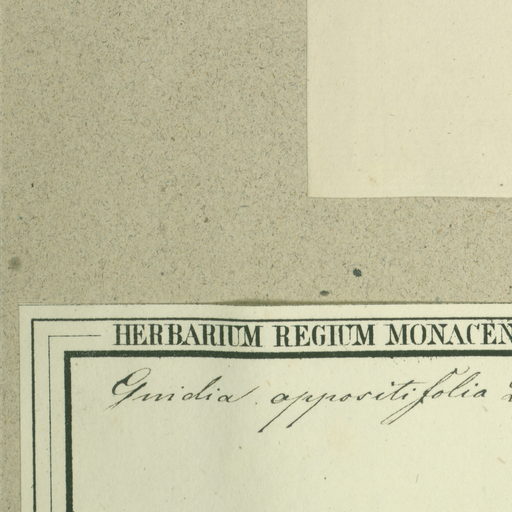 HERBARIUM REGIUM MONACEN
Gnidia oppositifolia